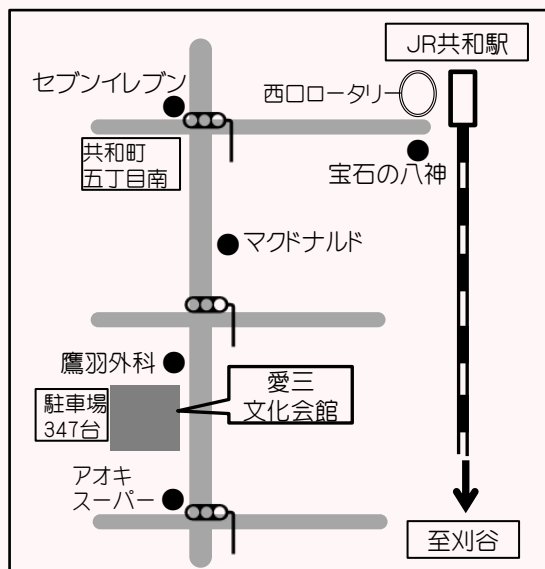 JR共和駅
セブンイレブン
西口ロータリー
共和町
五丁目南
宝石の八神
マクドナルド
鷹羽外科
駐車場
347台
愛三
文化会館
アオキ
スーパー
至刈谷